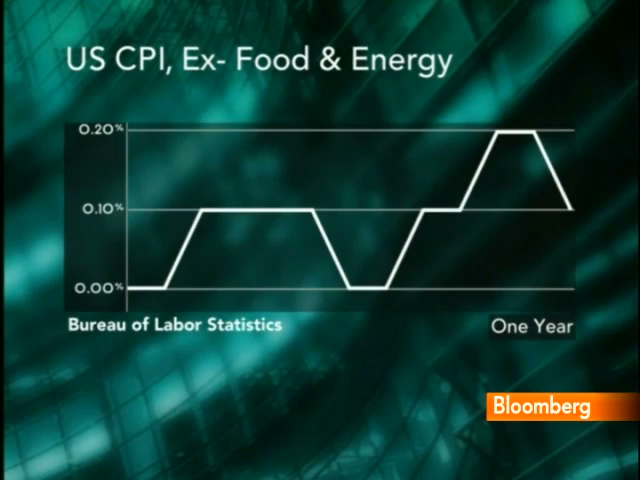 US CPI, Ex- Food & Energy
0.20%
0.10%
0.00%
Bureau of Labor Statistics
One Year
Bloomberg